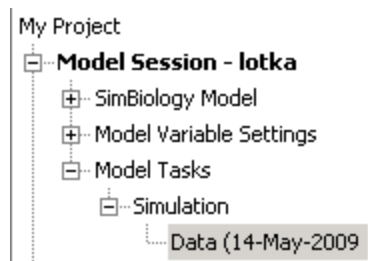 My Project
Model Session - lotka
SimBiology Model
Model Variable Settings
Model Tasks
Simulation
Data (14-May-2009